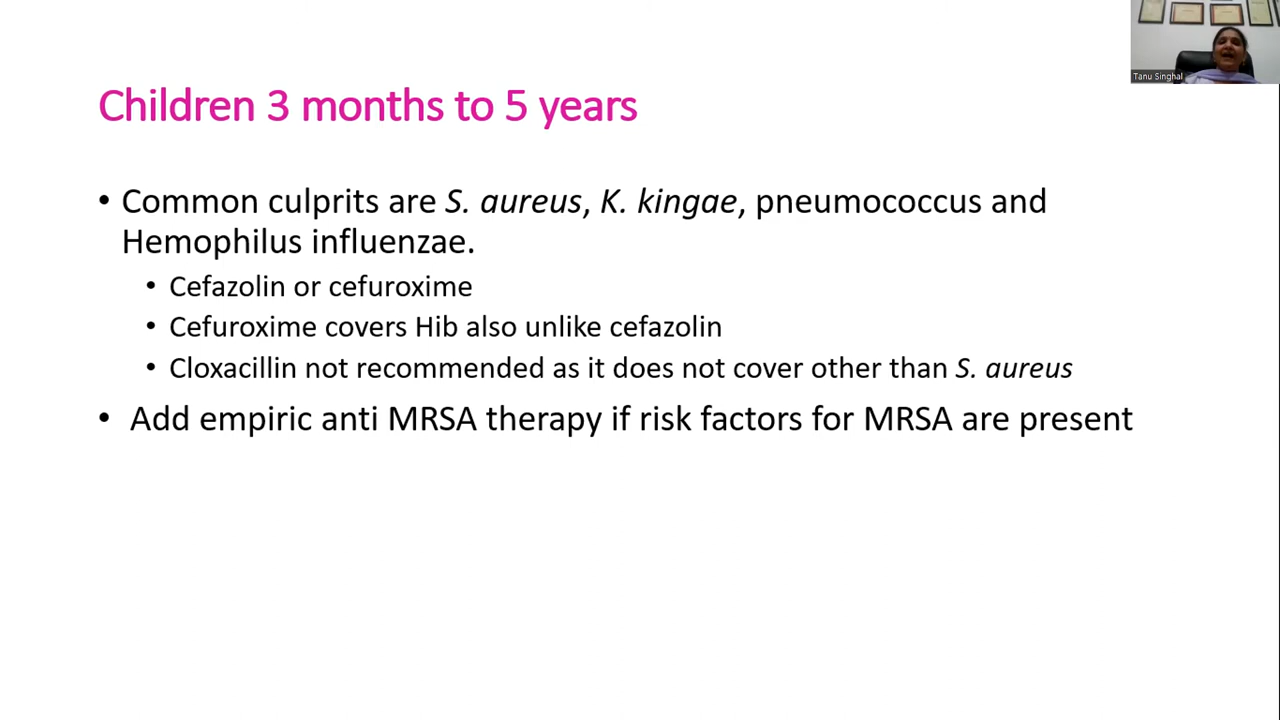 Tanu Singhal
Children 3 months to 5 years
• Common culprits are S. aureus, K. kingae, pneumococcus and
Hemophilus influenzae.
• Cefazolin or cefuroxime
• Cefuroxime covers Hib also unlike cefazolin
• Cloxacillin not recommended as it does not cover other than S. aureus
• Add empiric anti MRSA therapy if risk factors for MRSA are present